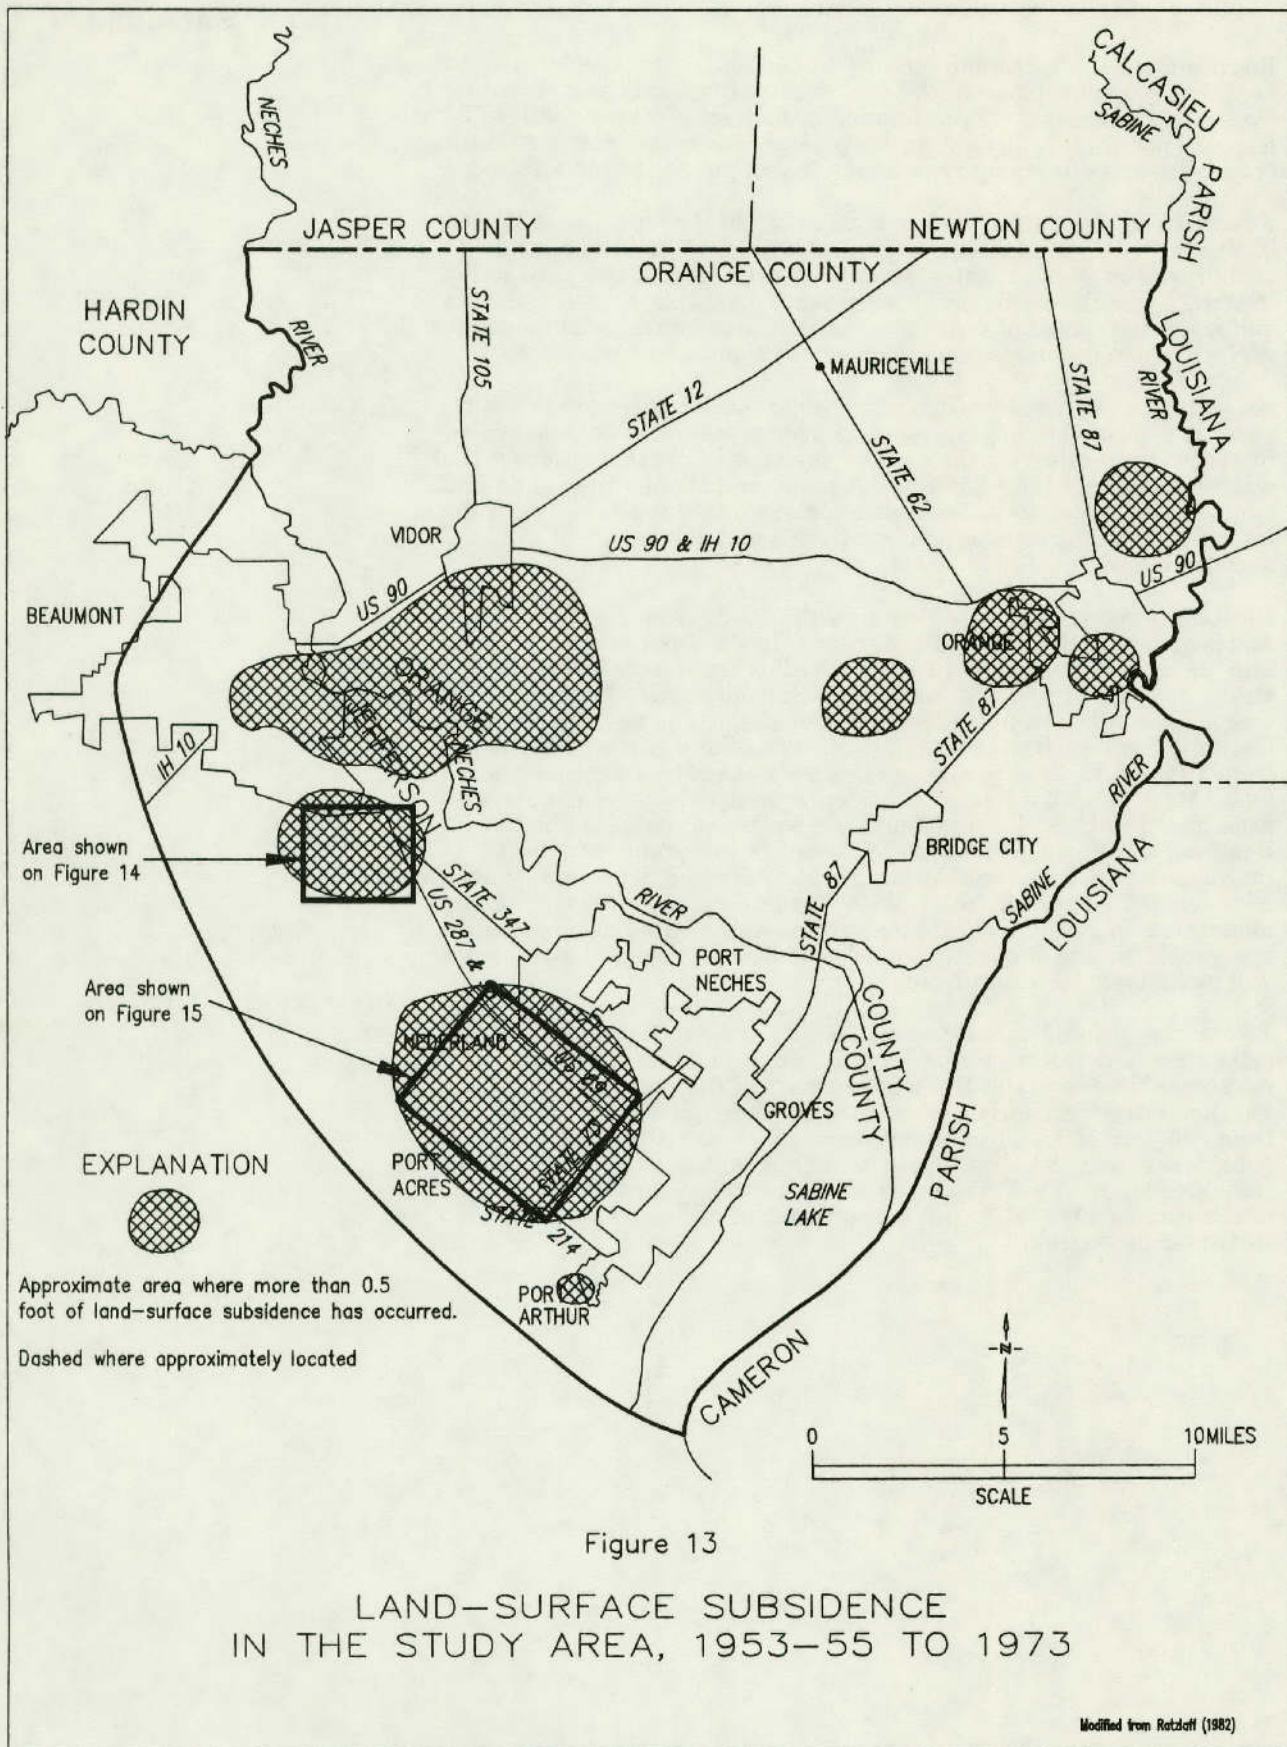 CALCASIEU
SABINE
PARISH
NECHES
JASPER COUNTY
NEWTON COUNTY
ORANGE COUNTY
HARDIN
COUNTY
RIVER
STATE 105
MAURICEVILLE
STATE 12
STATE 87
LOUISIANA
RIVER
STATE 62
VIDOR
US 90 & IH 10
US 90
US 90
BEAUMONT
ORANGE
ORANGE
JEFFERSON
NECHES
STATE 87
IH 10
RIVER
Area shown
on Figure 14
BRIDGE CITY
STATE 87
SABINE
LOUISIANA
STATE 347
US 287 &
RIVER
PORT
NECHES
Area shown
on Figure 15
NEDERLAND
COUNTY
COUNTY
GROVES
PARISH
EXPLANATION
PORT
ACRES
STATE
STATE 214
SABINE
LAKE
Approximate area where more than 0.5
foot of land-surface subsidence has occurred.
PORT
ARTHUR
Dashed where approximately located
CAMERON
-N-
0 5 10 MILES
SCALE
Figure 13
LAND-SURFACE SUBSIDENCE
IN THE STUDY AREA, 1953-55 TO 1973
Modified from Ratzlaff (1982)